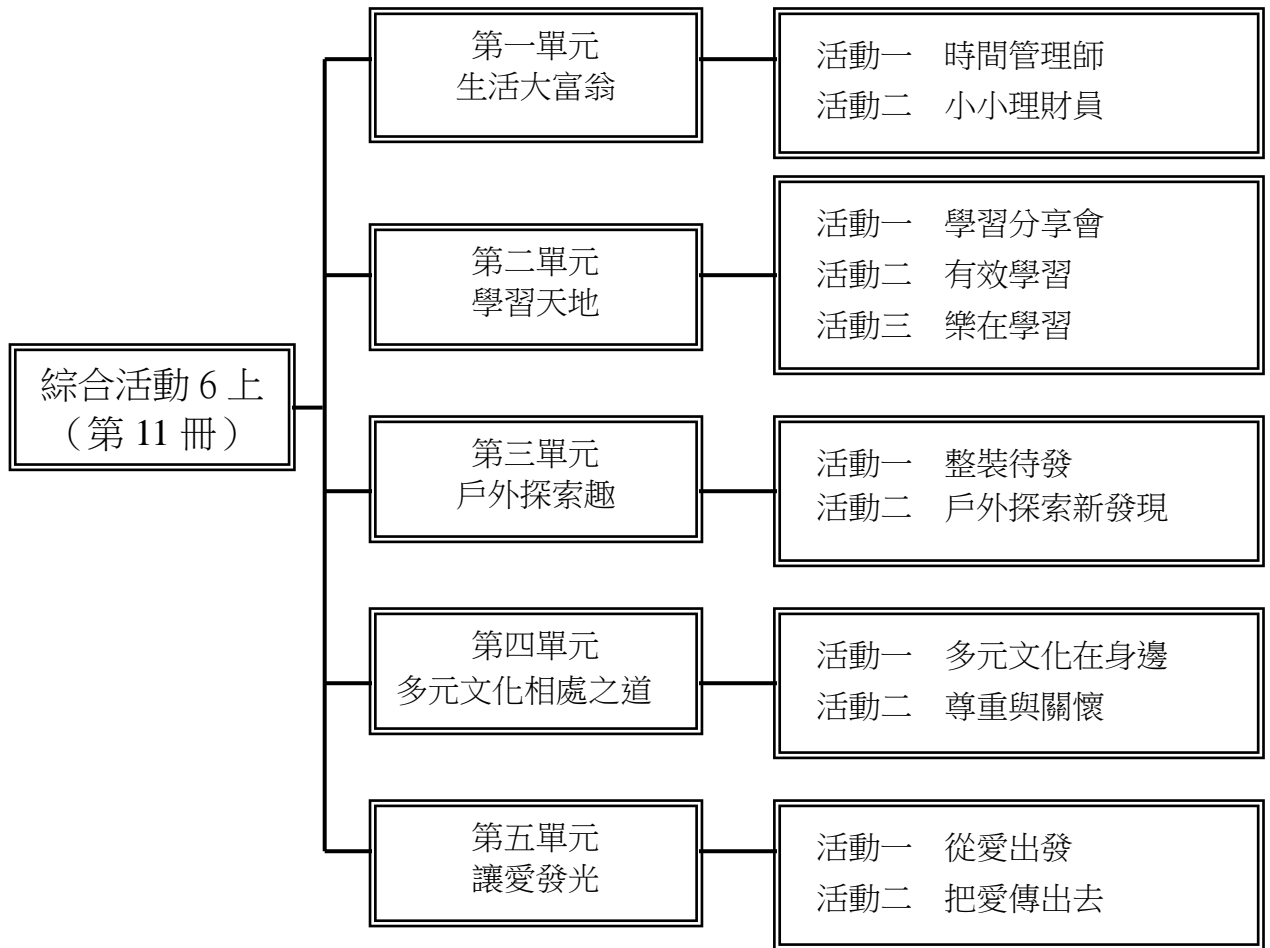 綜合活動 6 上
（第 11 冊）
第一單元
生活大富翁
活動一　時間管理師
活動二　小小理財員
第二單元
學習天地
活動一　學習分享會
活動二　有效學習
活動三　樂在學習
第三單元
戶外探索趣
活動一　整裝待發
活動二　戶外探索新發現
第四單元
多元文化相處之道
活動一　多元文化在身邊
活動二　尊重與關懷
第五單元
讓愛發光
活動一　從愛出發
活動二　把愛傳出去